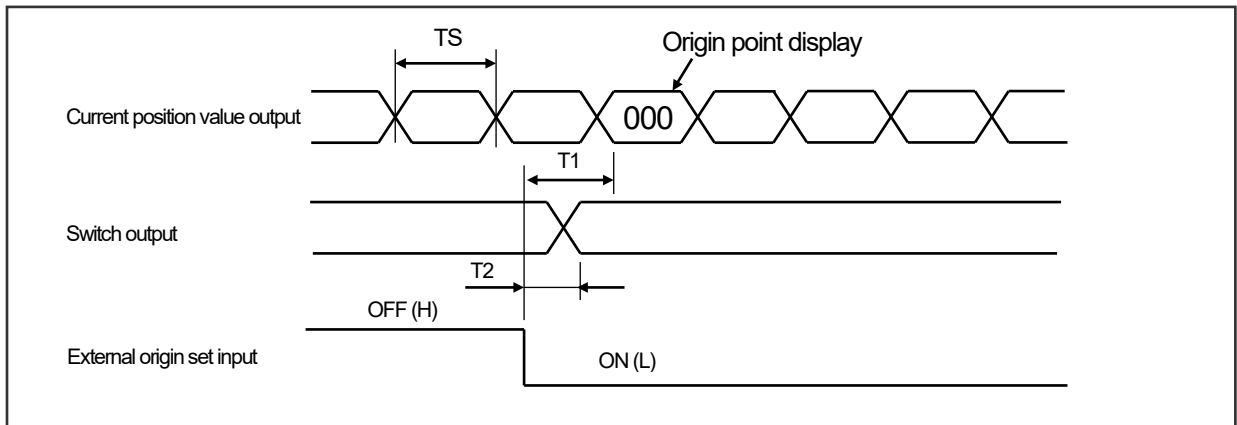 TS
Origin point display
Current position value output
000
T1
Switch output
T2
OFF (H)
External origin set input
ON (L)